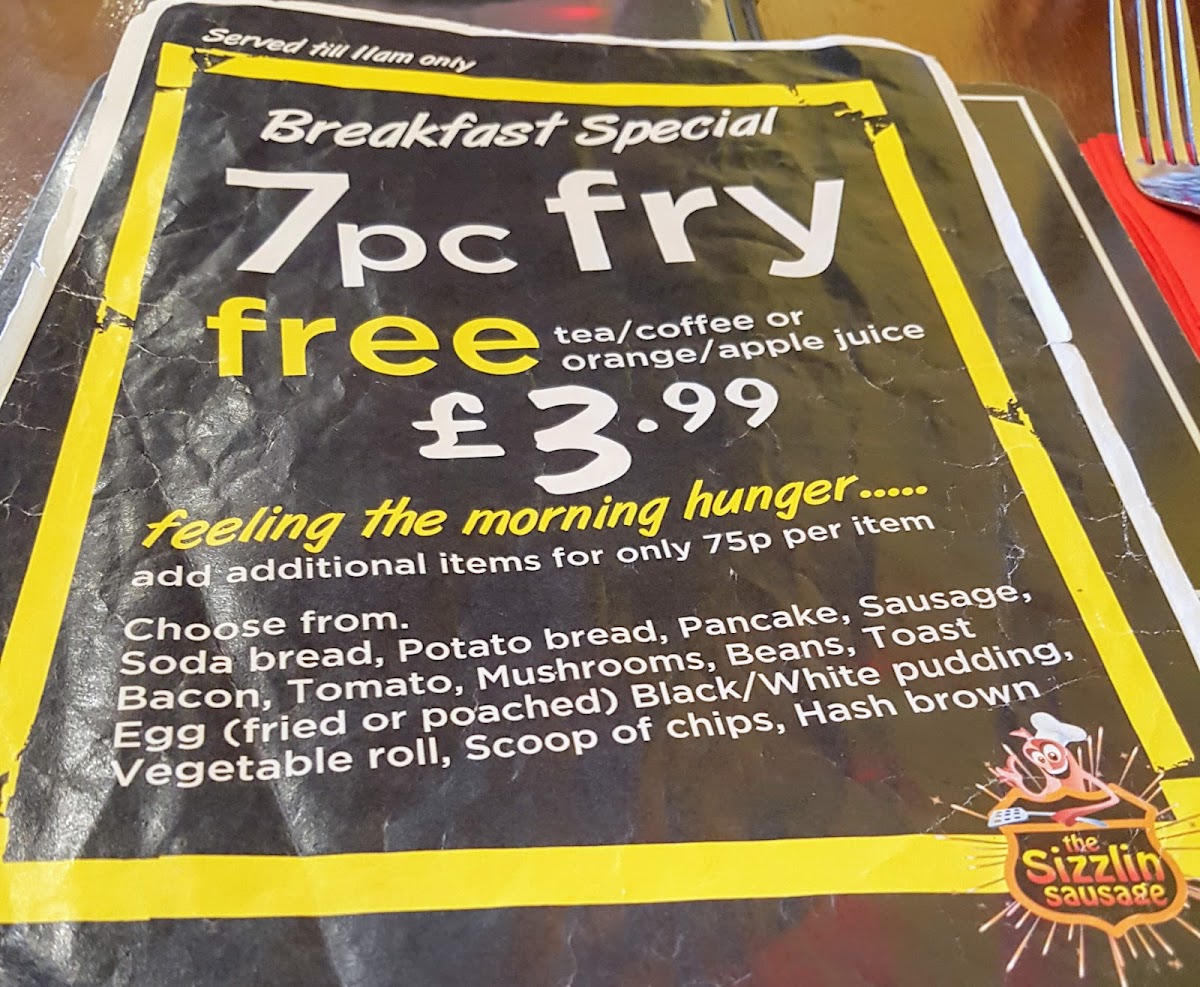 Served till 11am only
Breakfast Special
7pc fry
free tea/coffee or
orange/apple juice
£3.99
feeling the morning hunger.....
add additional items for only 75p per item
Choose from.
Soda bread, Potato bread, Pancake, Sausage,
Bacon, Tomato, Mushrooms, Beans, Toast
Egg (fried or poached) Black/White pudding,
Vegetable roll, Scoop of chips, Hash brown
the
Sizzlin
sausage